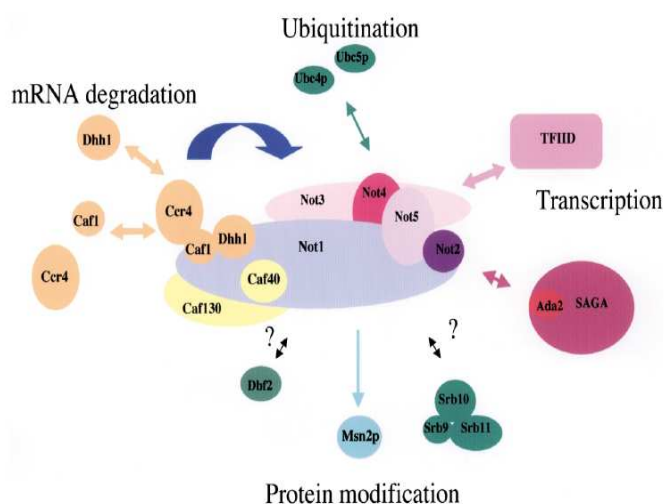 Ubiquitination
Ubc5p
Ubc4p
mRNA degradation
Dhh1
TFIID
Not4
Not3
Transcription
Ccr4
Not5
Caf1
Dhh1
Not1
Caf1
Not2
Ccr4
Caf40
Ada2 SAGA
Caf130
?
?
Dbf2
Srb10
Msn2p
Srb9 Srb11
Protein modification